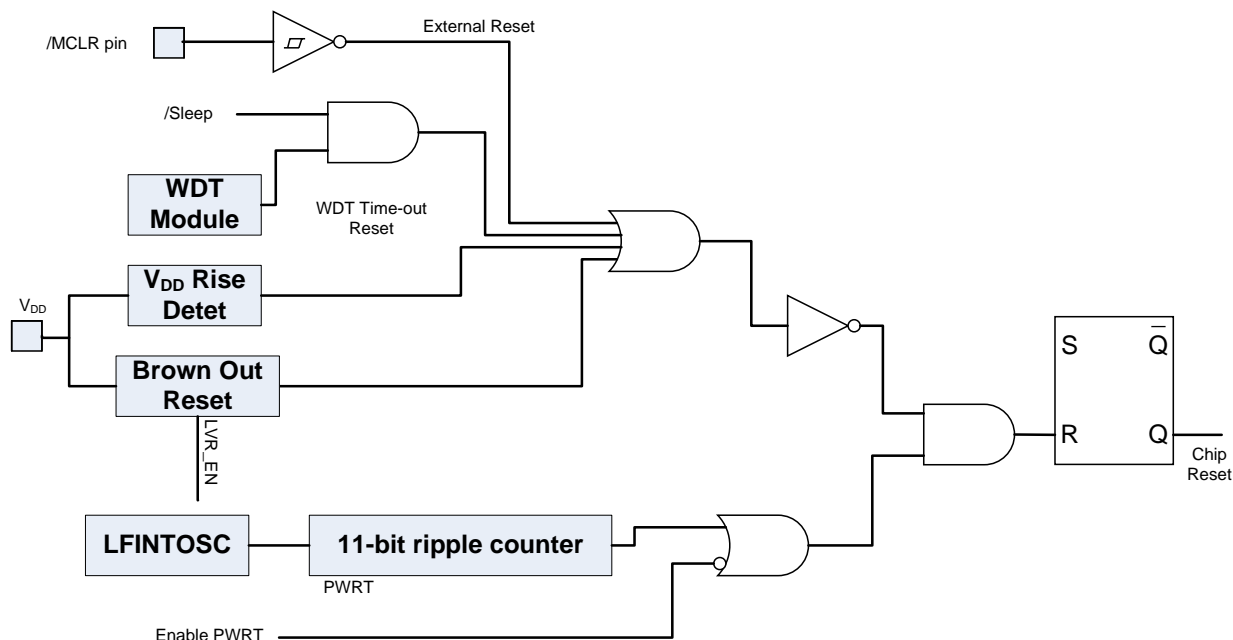 External Reset
/MCLR pin
/Sleep
WDT
Module
WDT Time-out
Reset
VDD Rise
Detet
VDD
Brown Out
Reset
LVR_EN
S
Q
R
Q
Chip
Reset
LFINTOSC
11-bit ripple counter
PWRT
Enable PWRT